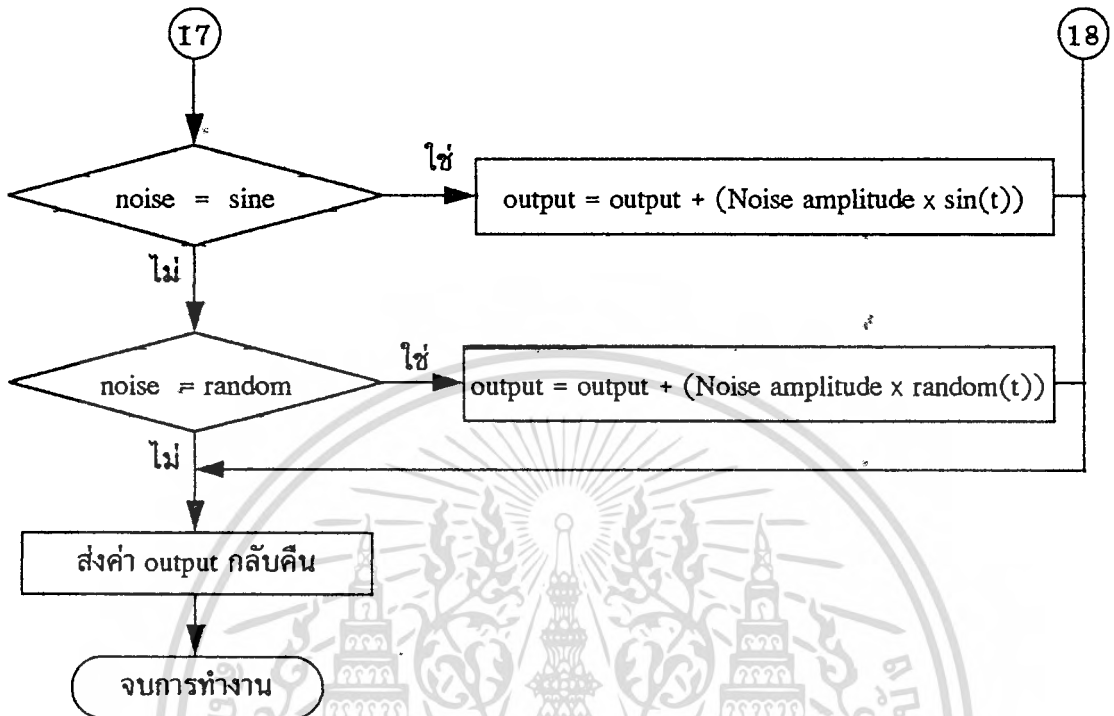 17
18
noise = sine
ใช่
output = output + (Noise amplitude x sin(t))
ไม่
noise = random
ใช่
output = output + (Noise amplitude x random(t))
ไม่
ส่งค่า output กลับคืน
จบการทำงาน